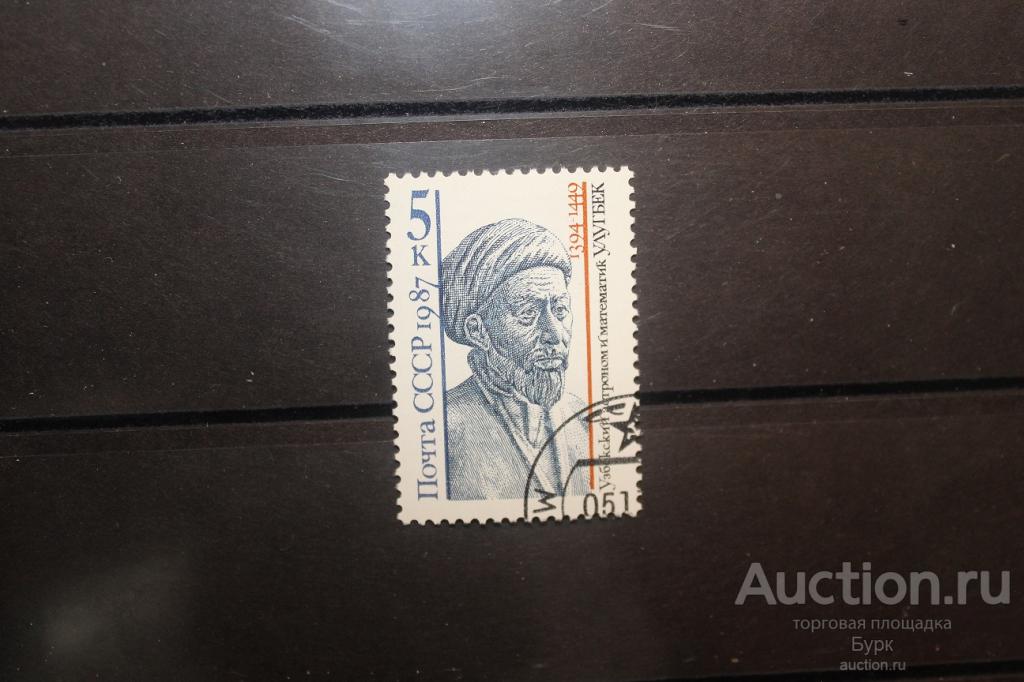 5 к
Почта СССР 1987
1394-1449
Узбекский астроном и математик УЛУГБЕК
М
051
Auction.ru
торговая площадка
Бурк
auction.ru